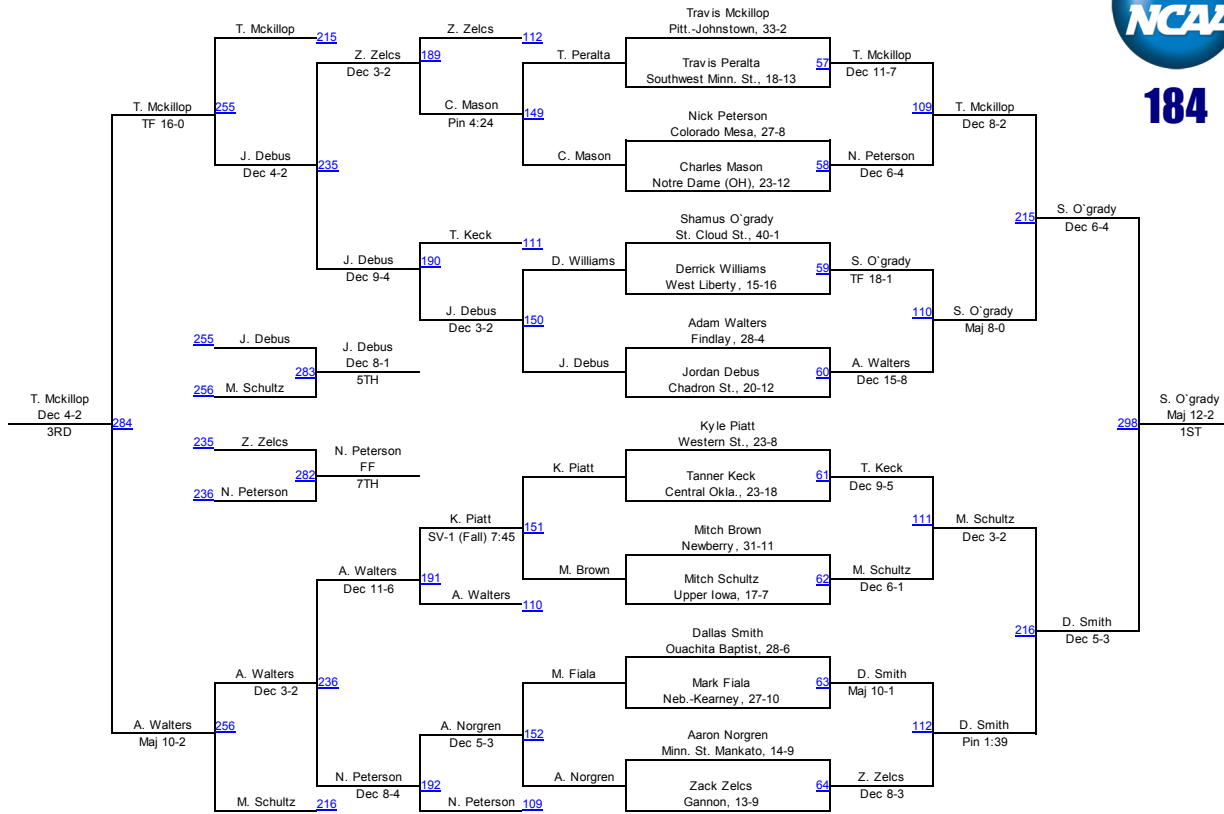 NCAA
184
Travis Mckillop
Pitt.-Johnstown, 33-2
57
Travis Peralta
Southwest Minn. St., 18-13
Nick Peterson
Colorado Mesa, 27-8
58
Charles Mason
Notre Dame (OH), 23-12
Shamus O`grady
St. Cloud St., 40-1
59
Derrick Williams
West Liberty, 15-16
Adam Walters
Findlay, 28-4
60
Jordan Debus
Chadron St., 20-12
Kyle Piatt
Western St., 23-8
61
Tanner Keck
Central Okla., 23-18
Mitch Brown
Newberry, 31-11
62
Mitch Schultz
Upper Iowa, 17-7
Dallas Smith
Ouachita Baptist, 28-6
63
Mark Fiala
Neb.-Kearney, 27-10
Aaron Norgren
Minn. St. Mankato, 14-9
64
Zack Zelcs
Gannon, 13-9
T. Mckillop
Dec 11-7
109
N. Peterson
Dec 6-4
S. O`grady
TF 18-1
110
A. Walters
Dec 15-8
T. Keck
Dec 9-5
111
M. Schultz
Dec 6-1
D. Smith
Maj 10-1
112
Z. Zelcs
Dec 8-3
T. Mckillop
Dec 8-2
215
S. O`grady
Maj 8-0
M. Schultz
Dec 3-2
216
D. Smith
Pin 1:39
S. O`grady
Dec 6-4
298
D. Smith
Dec 5-3
S. O`grady
Maj 12-2
1ST
T. Peralta
149
C. Mason
D. Williams
150
J. Debus
K. Piatt
151
M. Brown
M. Fiala
152
A. Norgren
Z. Zelcs
112
189
C. Mason
Pin 4:24
T. Keck
111
190
J. Debus
Dec 3-2
K. Piatt
SV-1 (Fall) 7:45
191
A. Walters
110
A. Norgren
Dec 5-3
192
N. Peterson
109
Z. Zelcs
Dec 3-2
235
J. Debus
Dec 9-4
A. Walters
Dec 11-6
236
N. Peterson
Dec 8-4
T. Mckillop
215
255
J. Debus
Dec 4-2
A. Walters
Dec 3-2
256
M. Schultz
216
T. Mckillop
TF 16-0
284
A. Walters
Maj 10-2
T. Mckillop
Dec 4-2
3RD
255
J. Debus
283
256
M. Schultz
J. Debus
Dec 8-1
5TH
235
Z. Zelcs
282
236
N. Peterson
N. Peterson
FF
7TH